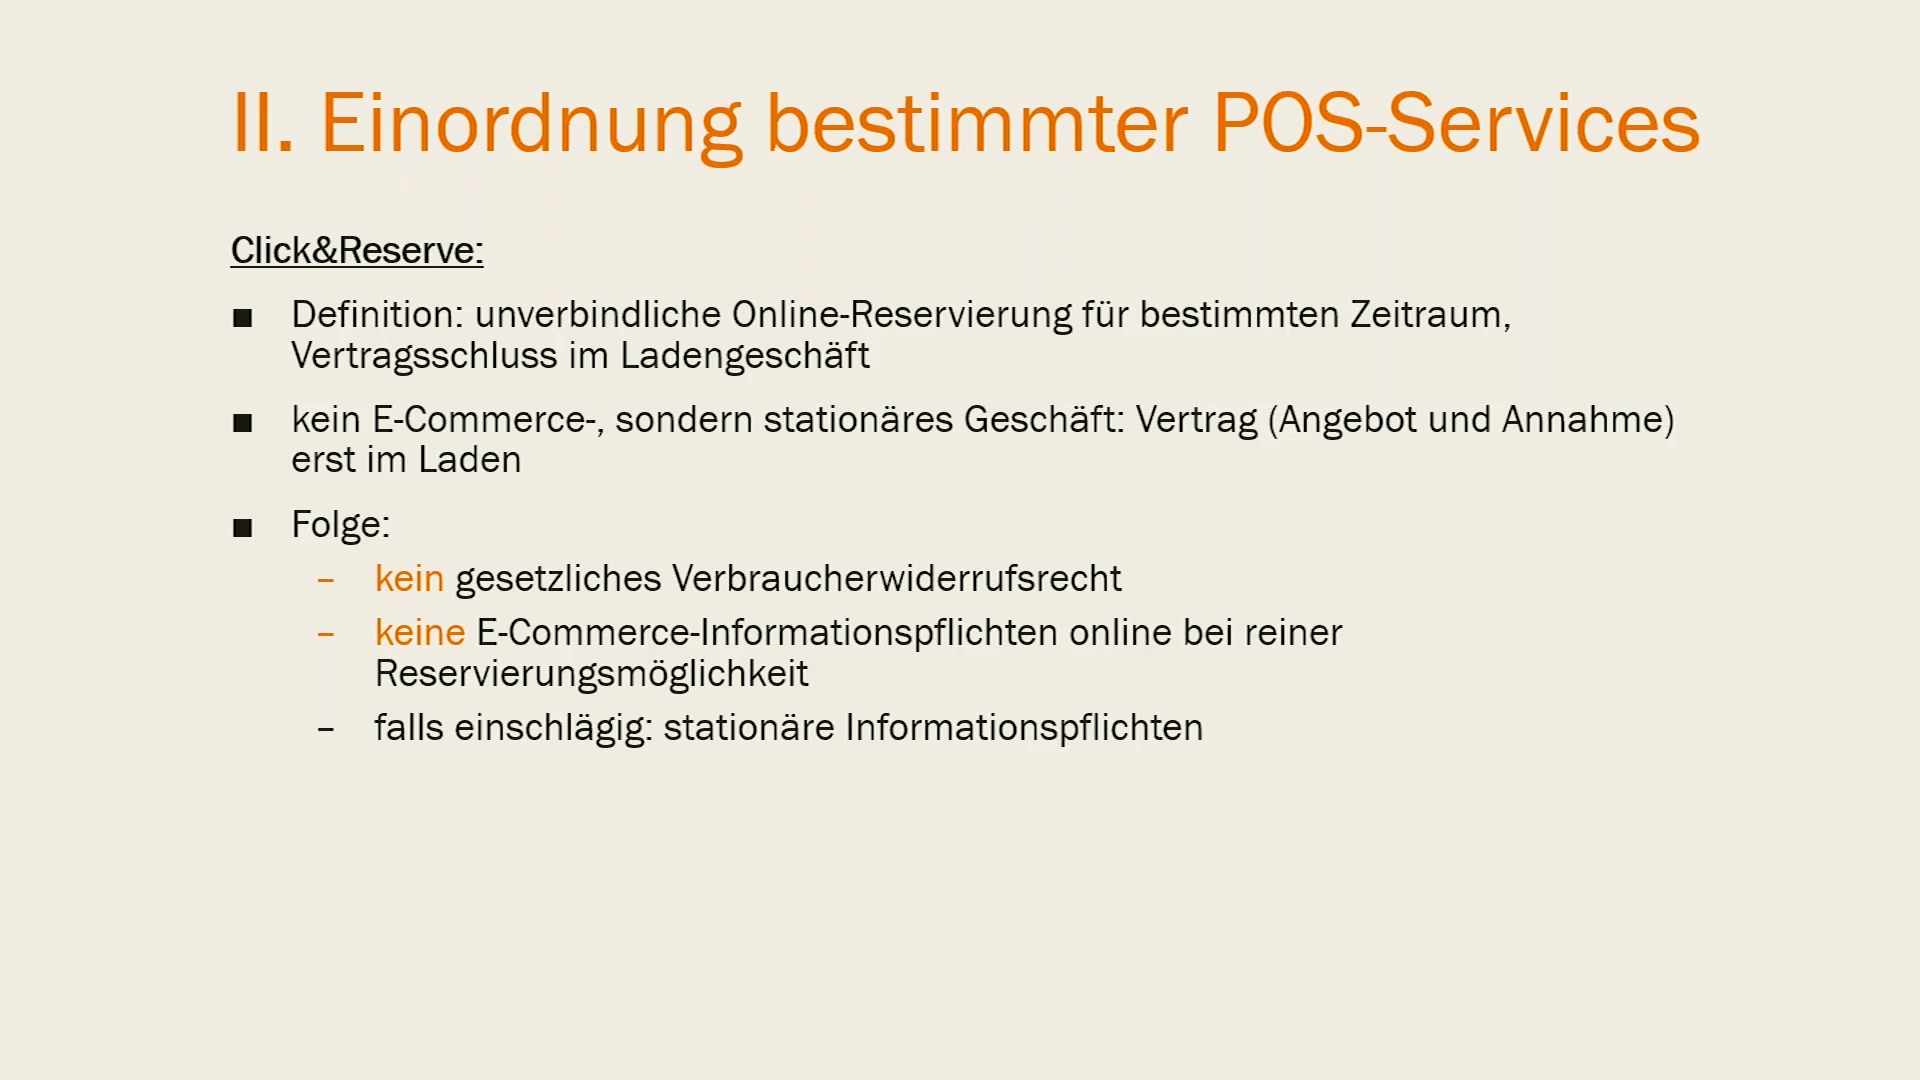 II. Einordnung bestimmter POS-Services
Click&Reserve:
■ Definition: unverbindliche Online-Reservierung für bestimmten Zeitraum,
Vertragsschluss im Ladengeschäft
■ kein E-Commerce-, sondern stationäres Geschäft: Vertrag (Angebot und Annahme)
erst im Laden
■ Folge:
– kein gesetzliches Verbraucherwiderrufsrecht
– keine E-Commerce-Informationspflichten online bei reiner
Reservierungsmöglichkeit
– falls einschlägig: stationäre Informationspflichten